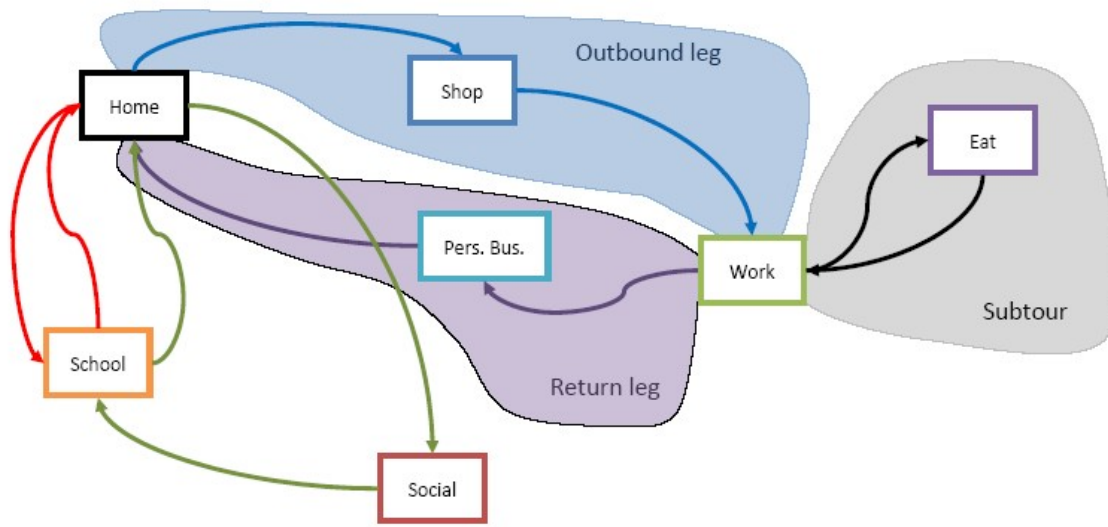 Outbound leg
Home
Shop
Eat
Pers. Bus.
Work
Subtour
School
Return leg
Social